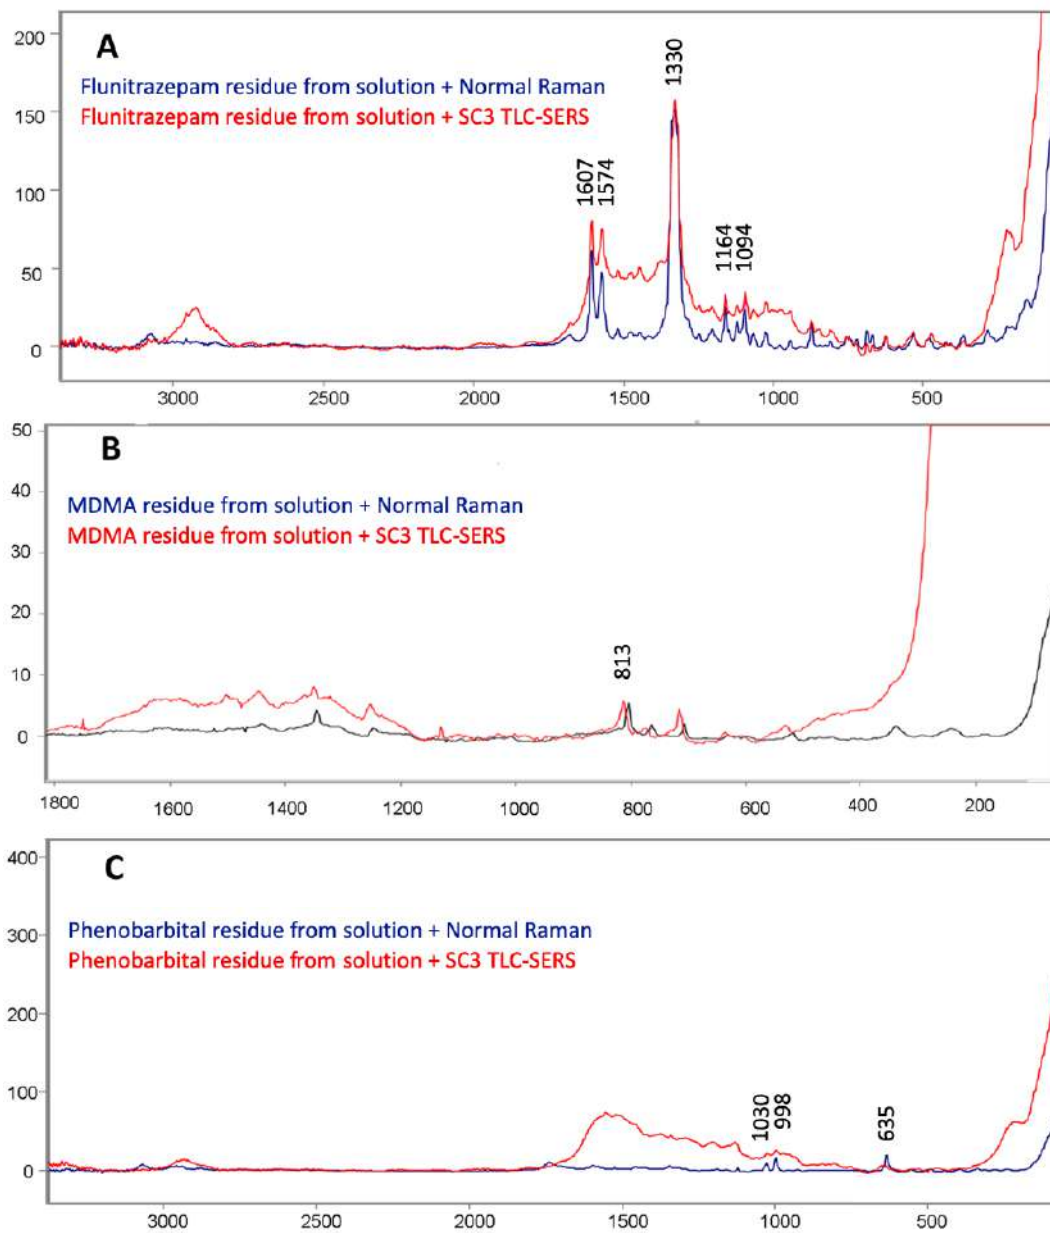 A
Flunitrazepam residue from solution + Normal Raman
Flunitrazepam residue from solution + SC3 TLC-SERS
200
150
100
50
0
1607
1574
1330
1164
1094
3000 2500 2000 1500 1000 500
B
MDMA residue from solution + Normal Raman
MDMA residue from solution + SC3 TLC-SERS
50
40
30
20
10
0
813
1800 1600 1400 1200 1000 800 600 400 200
C
Phenobarbital residue from solution + Normal Raman
Phenobarbital residue from solution + SC3 TLC-SERS
400
300
200
100
0
1030
998
635
3000 2500 2000 1500 1000 500